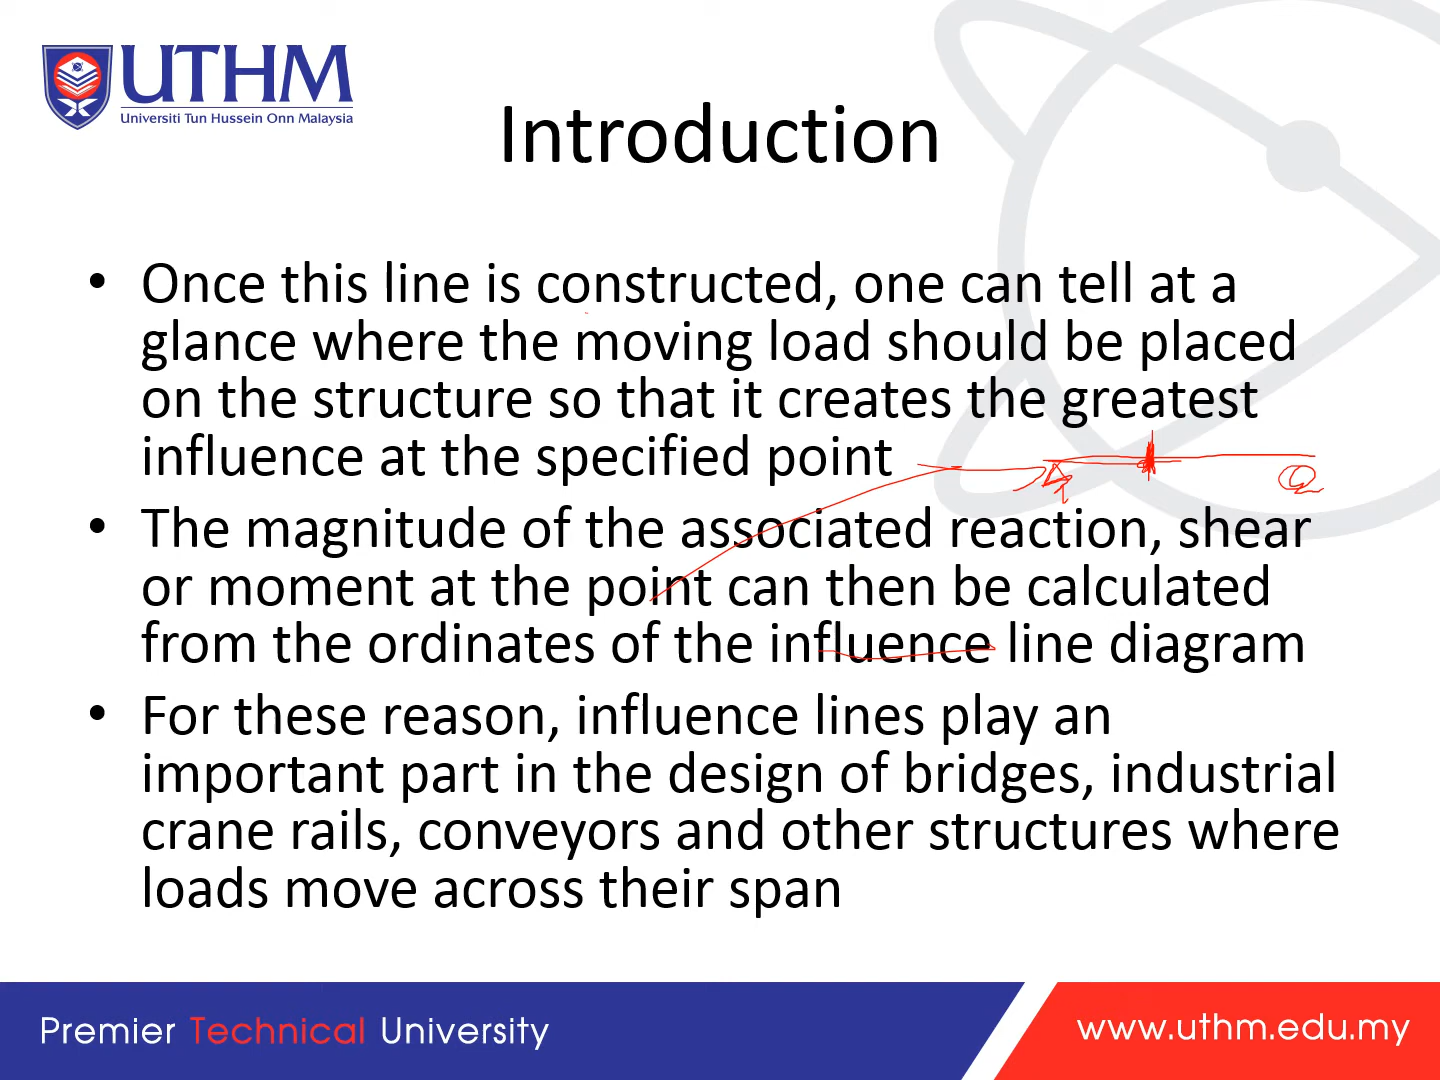 UTHM
Universiti Tun Hussein Onn Malaysia
Introduction
• Once this line is constructed, one can tell at a
glance where the moving load should be placed
on the structure so that it creates the greatest
influence at the specified point
• The magnitude of the associated reaction, shear
or moment at the point can then be calculated
from the ordinates of the influence line diagram
• For these reason, influence lines play an
important part in the design of bridges, industrial
crane rails, conveyors and other structures where
loads move across their span
Premier Technical University
www.uthm.edu.my